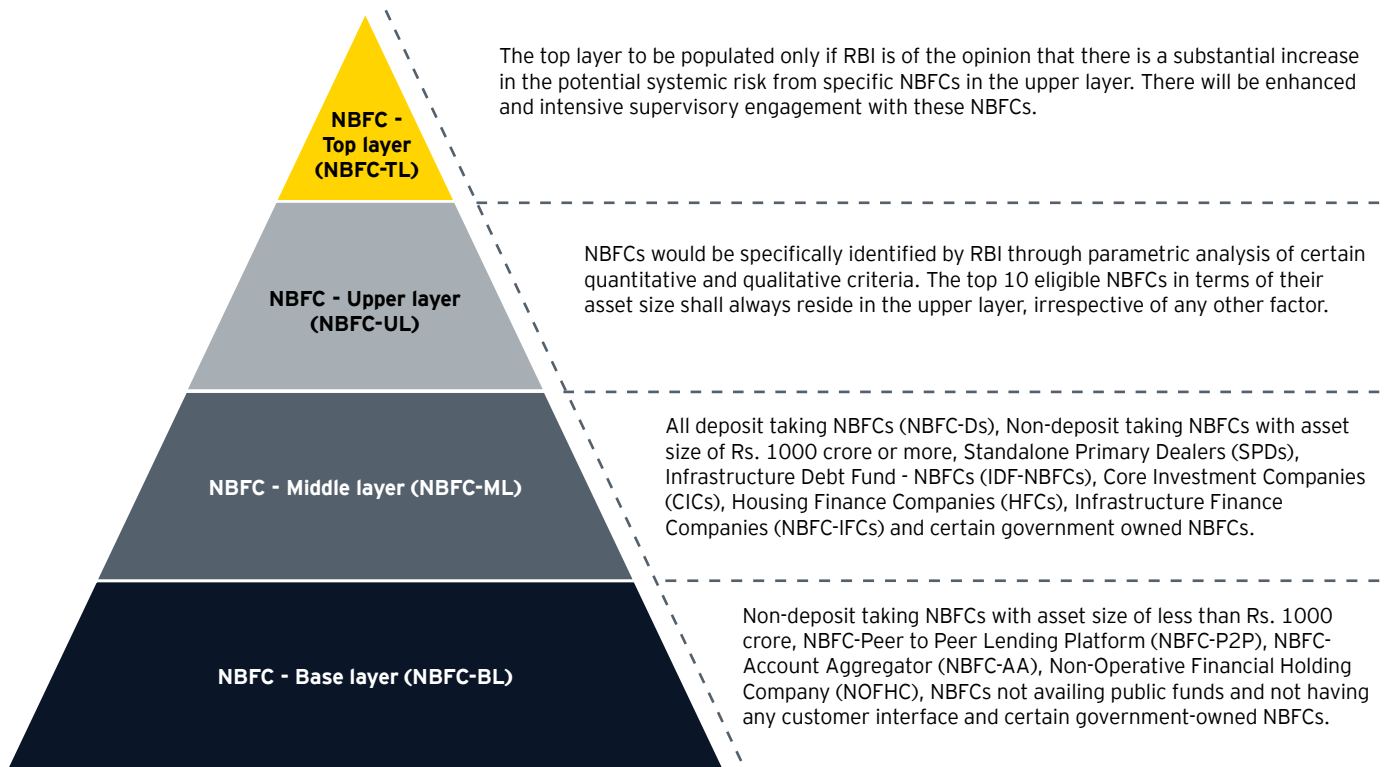 The top layer to be populated only if RBI is of the opinion that there is a substantial increase
in the potential systemic risk from specific NBFCs in the upper layer. There will be enhanced
and intensive supervisory engagement with these NBFCs.
NBFC -
Top layer
(NBFC-TL)
NBFCs would be specifically identified by RBI through parametric analysis of certain
quantitative and qualitative criteria. The top 10 eligible NBFCs in terms of their
asset size shall always reside in the upper layer, irrespective of any other factor.
NBFC - Upper layer
(NBFC-UL)
All deposit taking NBFCs (NBFC-Ds), Non-deposit taking NBFCs with asset
size of Rs. 1000 crore or more, Standalone Primary Dealers (SPDs),
Infrastructure Debt Fund - NBFCs (IDF-NBFCs), Core Investment Companies
(CICs), Housing Finance Companies (HFCs), Infrastructure Finance
Companies (NBFC-IFCs) and certain government owned NBFCs.
NBFC - Middle layer (NBFC-ML)
Non-deposit taking NBFCs with asset size of less than Rs. 1000
crore, NBFC-Peer to Peer Lending Platform (NBFC-P2P), NBFC-
Account Aggregator (NBFC-AA), Non-Operative Financial Holding
Company (NOFHC), NBFCs not availing public funds and not having
any customer interface and certain government-owned NBFCs.
NBFC - Base layer (NBFC-BL)